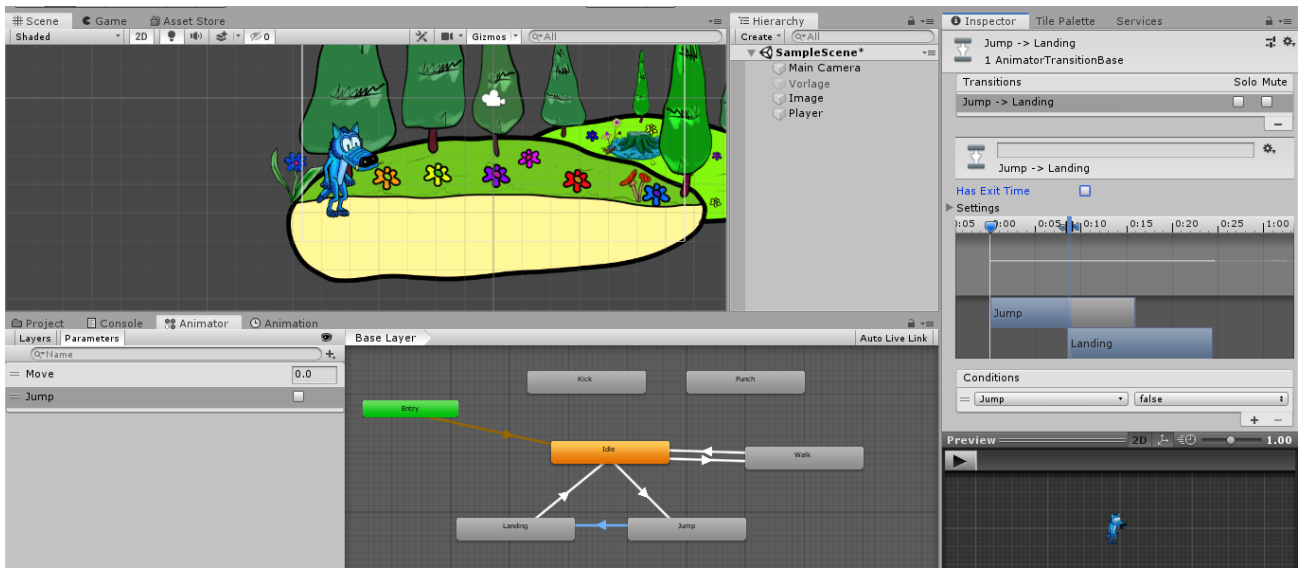 Scene Game Asset Store
Shaded 2D 0 Gizmos All
Hierarchy
Create All
SampleScene*
Main Camera
Vorlage
Image
Player
Inspector Tile Palette Services
Jump -> Landing
1 AnimatorTransitionBase
Transitions Solo Mute
Jump -> Landing
Jump -> Landing
Has Exit Time
Settings
0:00 0:05 0:10 0:15 0:20 0:25 1:00
Jump
Landing
Conditions
Jump false
Preview 2D 1.00
Project Console Animator Animation
Layers Parameters
Name
Move 0.0
Jump
Base Layer Auto Live Link
Kick Punch
Entry
Idle
Walk
Landing Jump